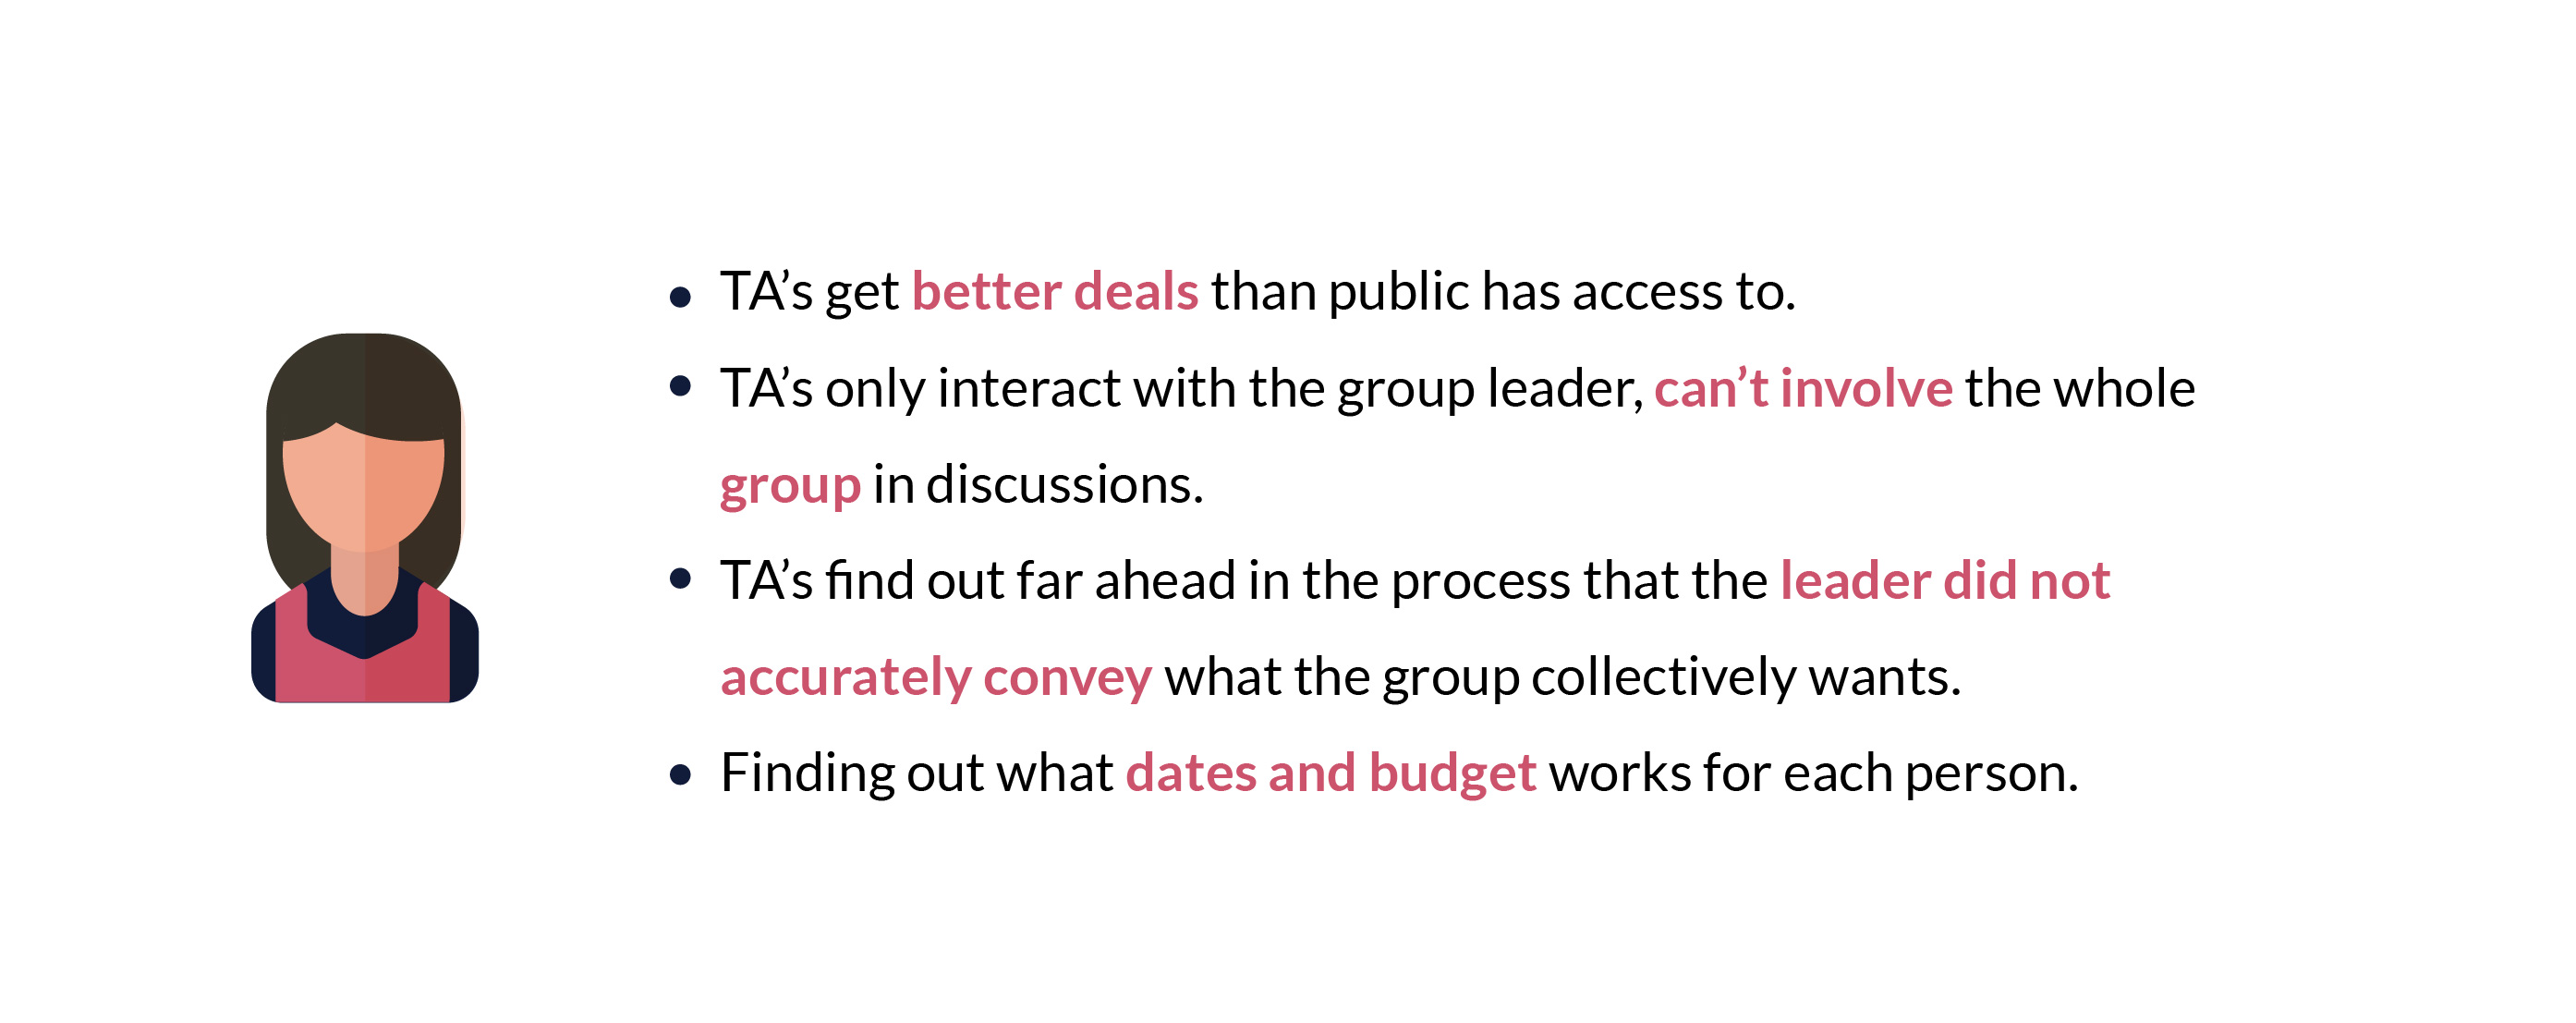 • TA’s get better deals than public has access to.
• TA’s only interact with the group leader, can’t involve the whole
group in discussions.
• TA’s find out far ahead in the process that the leader did not
accurately convey what the group collectively wants.
• Finding out what dates and budget works for each person.